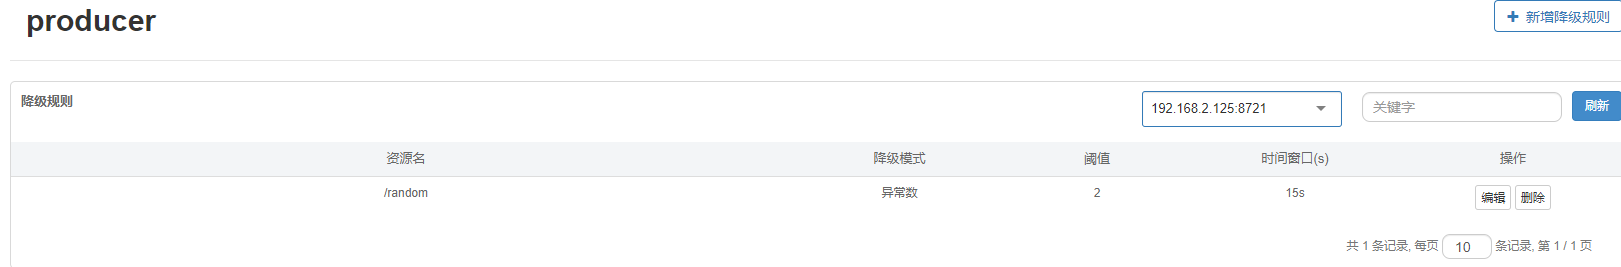 producer
新增降级规则
降级规则
192.168.2.125:8721
关键字
刷新
资源名 降级模式 阈值 时间窗口(s) 操作
/random 异常数 2 15s 编辑 删除
共 1 条记录, 每页 10 条记录, 第 1 / 1 页